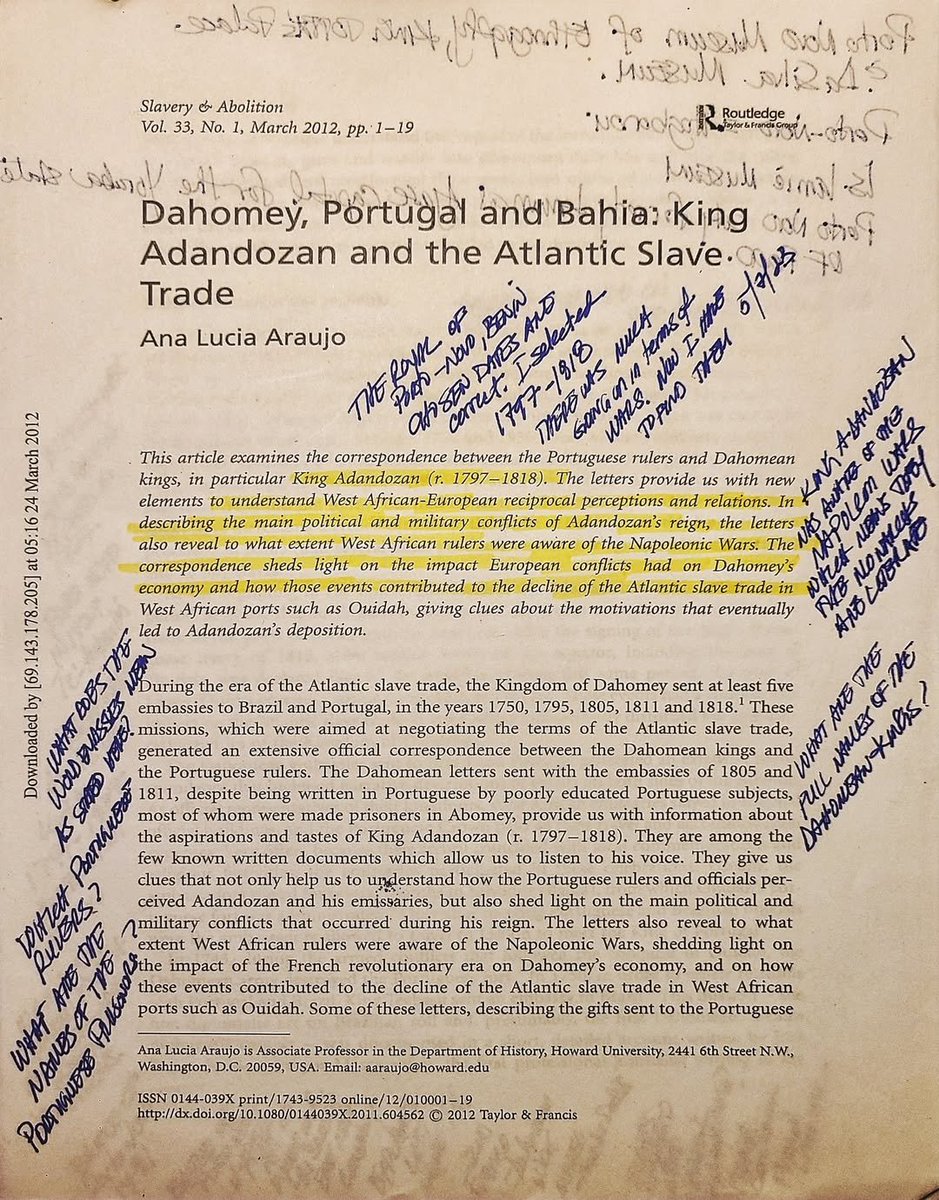 Porto Novo Museum of Ethnography, King Toffa Palace.
Da Silva Museum.
Porto-Novo
Is Lamie Museum
Porto Novo capital for the Yoruba State
OF
Slavery & Abolition
Vol. 33, No. 1, March 2012, pp. 1–19
Routledge
Taylor & Francis Group
Dahomey, Portugal and Bahia: King
Adandozan and the Atlantic Slave
Trade
Ana Lucia Araujo
THE ROYAL OF
PORTO-NOVO, BENIN
CHOSEN DATES ARE
correct. I selected
1797-1818
THERE WAS MUCH
GOING ON IN terms of
WARS. NOW I HAVE
TO FIND THEM 5/7/23
This article examines the correspondence between the Portuguese rulers and Dahomean
kings, in particular King Adandozan (r. 1797–1818). The letters provide us with new
elements to understand West African-European reciprocal perceptions and relations. In
describing the main political and military conflicts of Adandozan's reign, the letters
also reveal to what extent West African rulers were aware of the Napoleonic Wars. The
correspondence sheds light on the impact European conflicts had on Dahomey's
economy and how those events contributed to the decline of the Atlantic slave trade in
West African ports such as Ouidah, giving clues about the motivations that eventually
led to Adandozan's deposition.
KING ADANDOZAN
WAS AWARE OF THE
NAPOLEON WARS
WHICH MEANS THEY
THE MONARCHS
ARE
During the era of the Atlantic slave trade, the Kingdom of Dahomey sent at least five
embassies to Brazil and Portugal, in the years 1750, 1795, 1805, 1811 and 1818.1 These
missions, which were aimed at negotiating the terms of the Atlantic slave trade,
generated an extensive official correspondence between the Dahomean kings and
the Portuguese rulers. The Dahomean letters sent with the embassies of 1805 and
1811, despite being written in Portuguese by poorly educated Portuguese subjects,
most of whom were made prisoners in Abomey, provide us with information about
the aspirations and tastes of King Adandozan (r. 1797–1818). They are among the
few known written documents which allow us to listen to his voice. They give us
clues that not only help us to understand how the Portuguese rulers and officials per-
ceived Adandozan and his emissaries, but also shed light on the main political and
military conflicts that occurred during his reign. The letters also reveal to what
extent West African rulers were aware of the Napoleonic Wars, shedding light on
the impact of the French revolutionary era on Dahomey's economy, and on how
these events contributed to the decline of the Atlantic slave trade in West African
ports such as Ouidah. Some of these letters, describing the gifts sent to the Portuguese
WHAT ARE THE
FULL NAMES OF THE
DAHOMEAN KINGS?
WHAT DOES THE
WORD EMBASSIES MEAN
AS STATED HERE?
WHICH PORTUGUESE
RULERS?
WHAT ARE THE
NAMES OF THE
PORTUGUESE PRISONERS?
Downloaded by [69.143.178.205] at 05:16 24 March 2012
Ana Lucia Araujo is Associate Professor in the Department of History, Howard University, 2441 6th Street N.W.,
Washington, D.C. 20059, USA. Email: aaraujo@howard.edu
ISSN 0144-039X print/1743-9523 online/12/010001–19
http://dx.doi.org/10.1080/0144039X.2011.604562 © 2012 Taylor & Francis